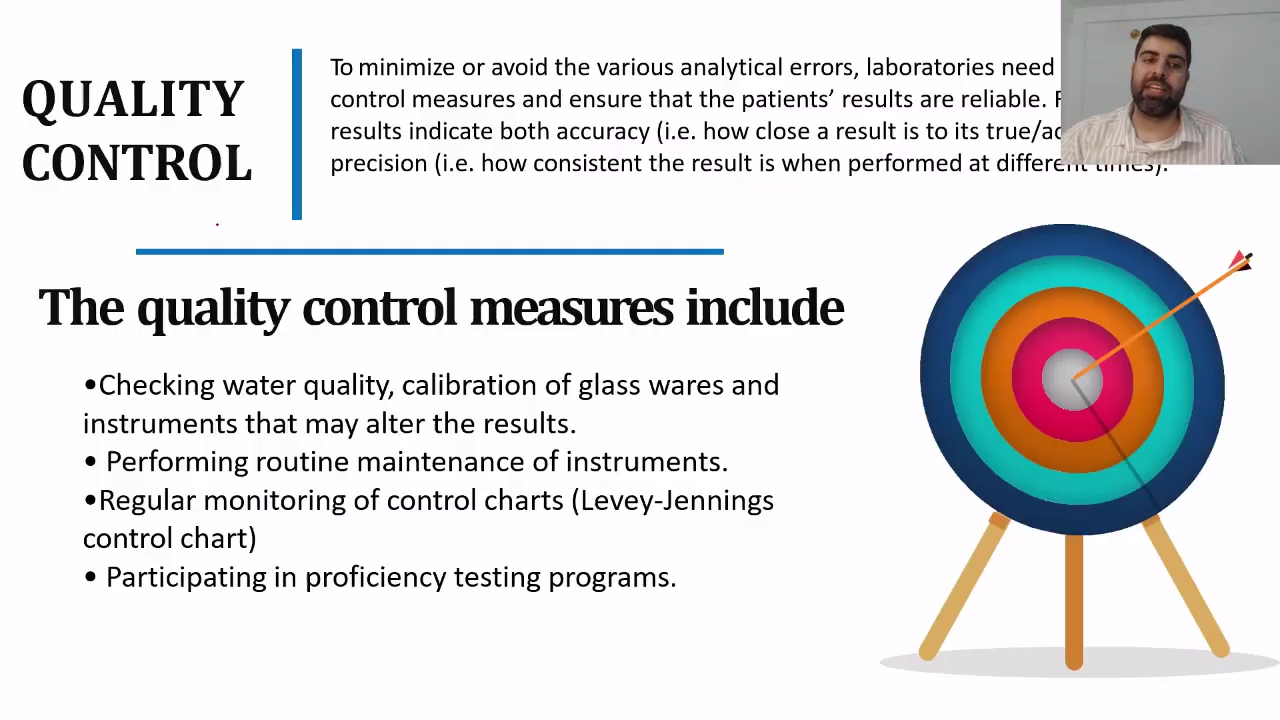 QUALITY
CONTROL
To minimize or avoid the various analytical errors, laboratories need
control measures and ensure that the patients’ results are reliable.
results indicate both accuracy (i.e. how close a result is to its
precision (i.e. how consistent the result is when performed at different times).
The quality control measures include
•Checking water quality, calibration of glass wares and
instruments that may alter the results.
• Performing routine maintenance of instruments.
•Regular monitoring of control charts (Levey-Jennings
control chart)
• Participating in proficiency testing programs.